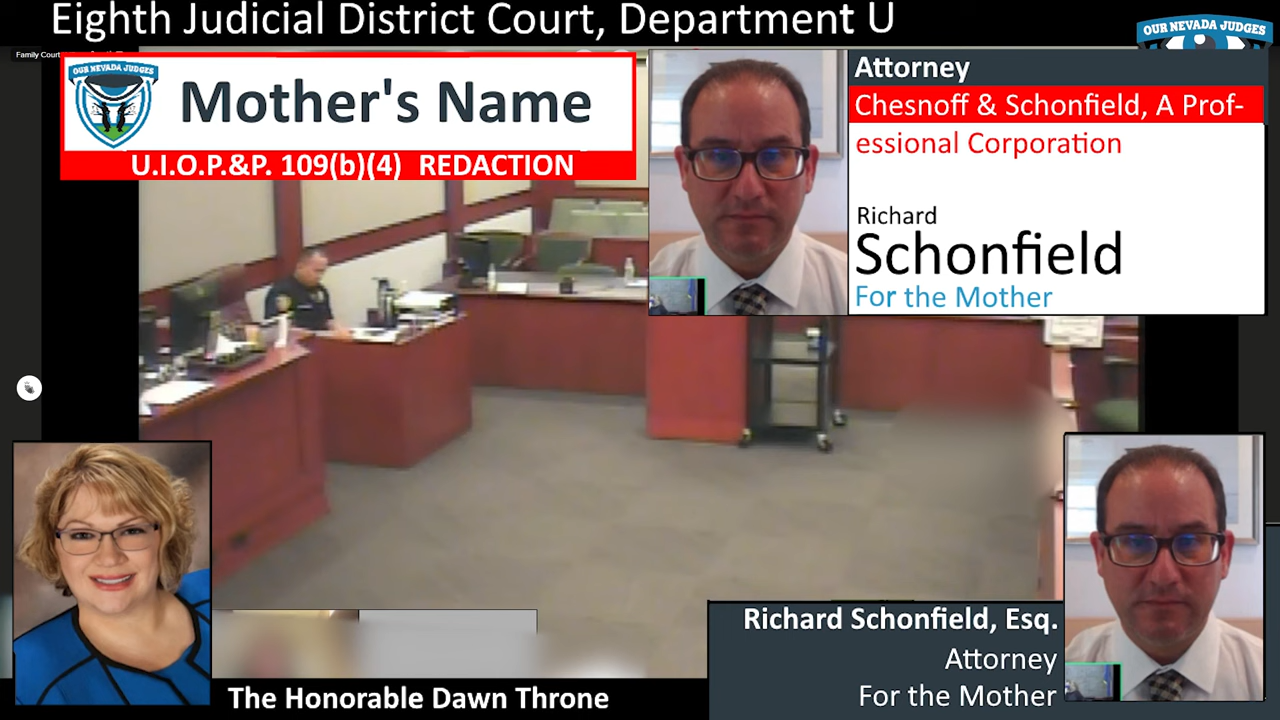 Eighth Judicial District Court, Department U
OUR NEVADA JUDGES
Family Court
OUR NEVADA JUDGES
Mother's Name
U.I.O.P.&P. 109(b)(4) REDACTION
Attorney
Chesnoff & Schonfield, A Prof-
essional Corporation
Richard
Schonfield
For the Mother
Richard Schonfield, Esq.
Attorney
For the Mother
The Honorable Dawn Throne